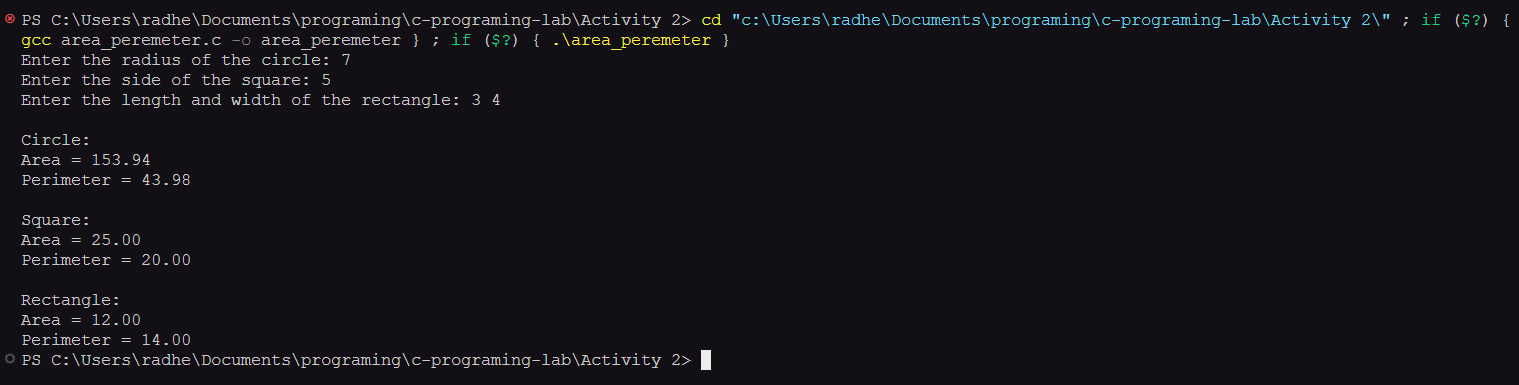 PS C:\Users\radhe\Documents\programing\c-programing-lab\Activity 2> cd "c:\Users\radhe\Documents\programing\c-programing-lab\Activity 2\" ; if ($?) {
gcc area_peremeter.c -o area_peremeter } ; if ($?) { .\area_peremeter }
Enter the radius of the circle: 7
Enter the side of the square: 5
Enter the length and width of the rectangle: 3 4
Circle:
Area = 153.94
Perimeter = 43.98
Square:
Area = 25.00
Perimeter = 20.00
Rectangle:
Area = 12.00
Perimeter = 14.00
PS C:\Users\radhe\Documents\programing\c-programing-lab\Activity 2>